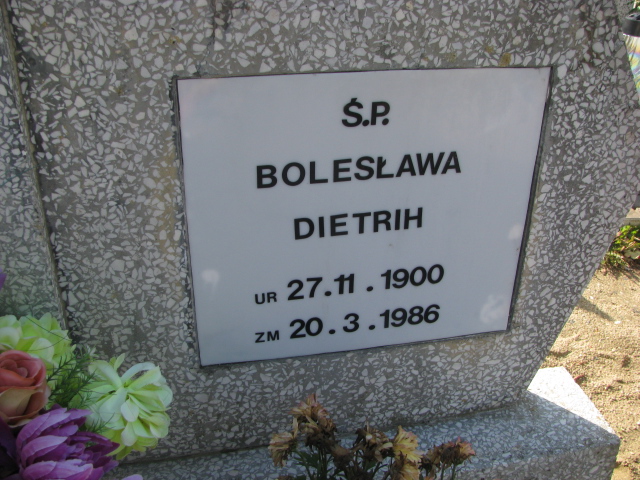 Ś.P.
BOLESŁAWA
DIETRIH
UR 27.11.1900
ZM 20.3.1986